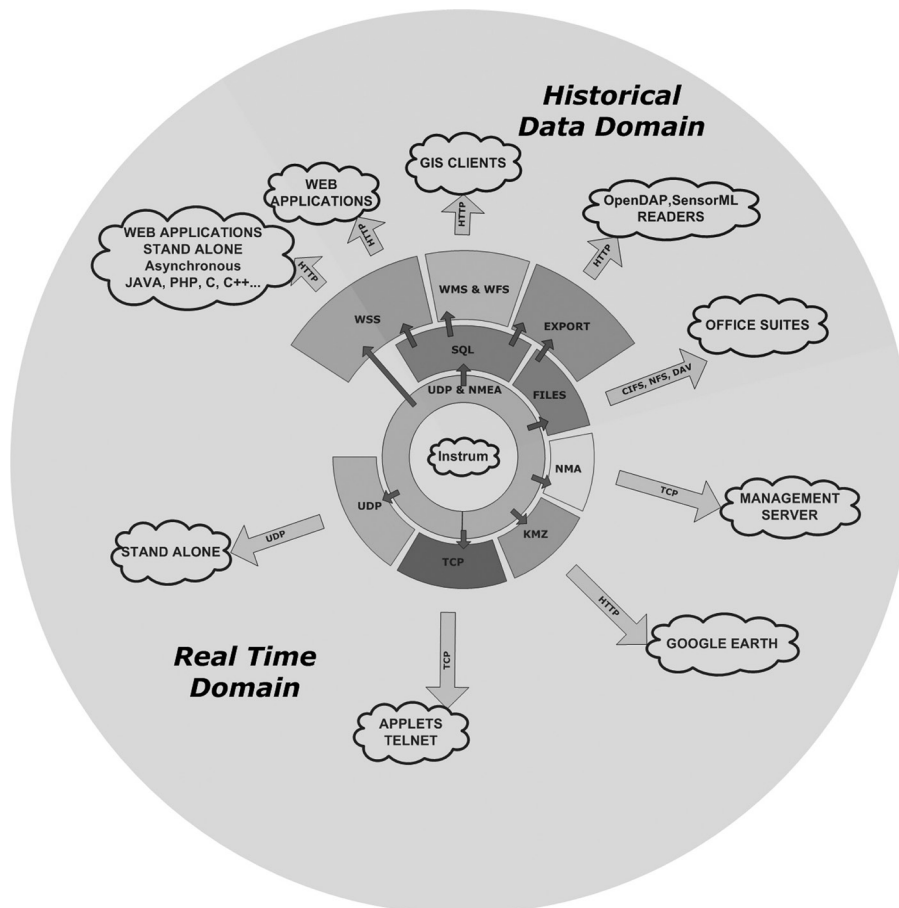 Historical
Data Domain
GIS CLIENTS
WEB
APPLICATIONS
OpenDAP,SensorML
READERS
WEB APPLICATIONS
STAND ALONE
Asynchronous
JAVA, PHP, C, C++...
HTTP
HTTP
HTTP
HTTP
WMS & WFS
WSS
EXPORT
OFFICE SUITES
SQL
CIFS, NFS, DAV
UDP & NMEA
FILES
Instrum
NMA
TCP
MANAGEMENT
SERVER
UDP
KMZ
STAND ALONE
UDP
TCP
HTTP
GOOGLE EARTH
Real Time
Domain
TCP
APPLETS
TELNET